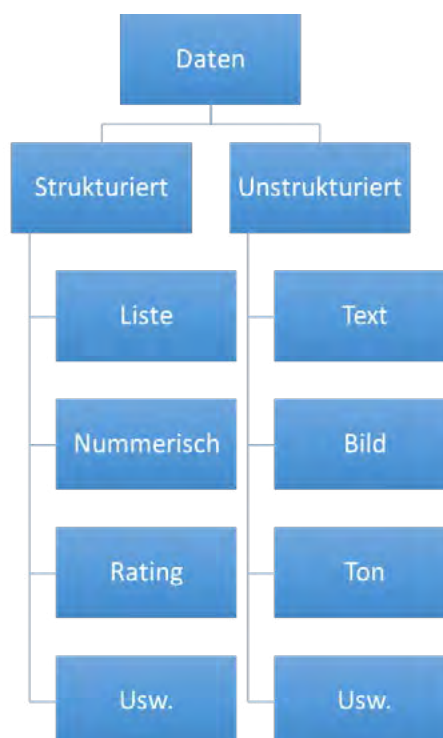 Daten
Strukturiert
Unstrukturiert
Liste
Text
Nummerisch
Bild
Rating
Ton
Usw.
Usw.